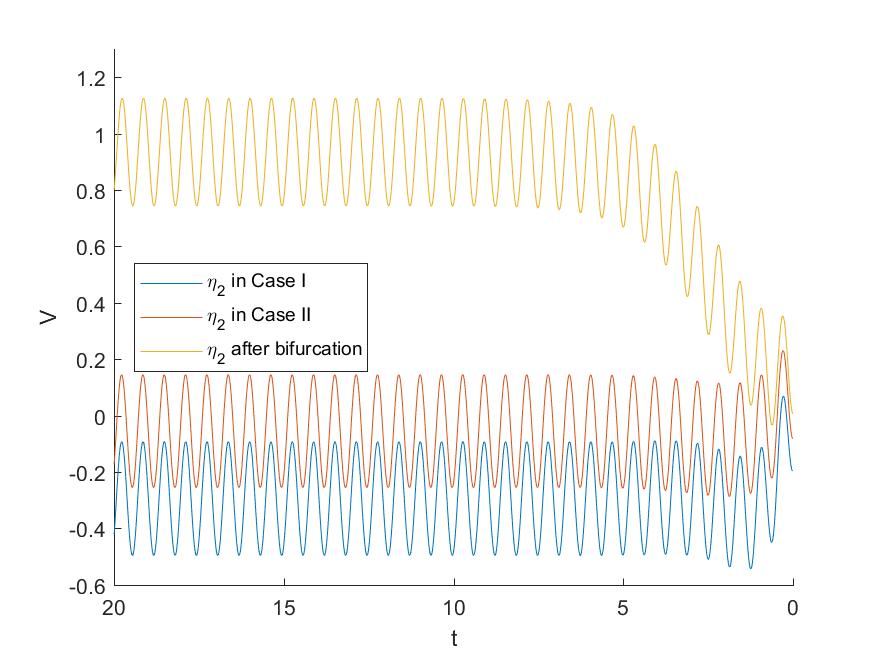 1.2
1
0.8
0.6
0.4
0.2
0
-0.2
-0.4
-0.6
V
η₂ in Case I
η₂ in Case II
η₂ after bifurcation
20 15 10 5 0
t